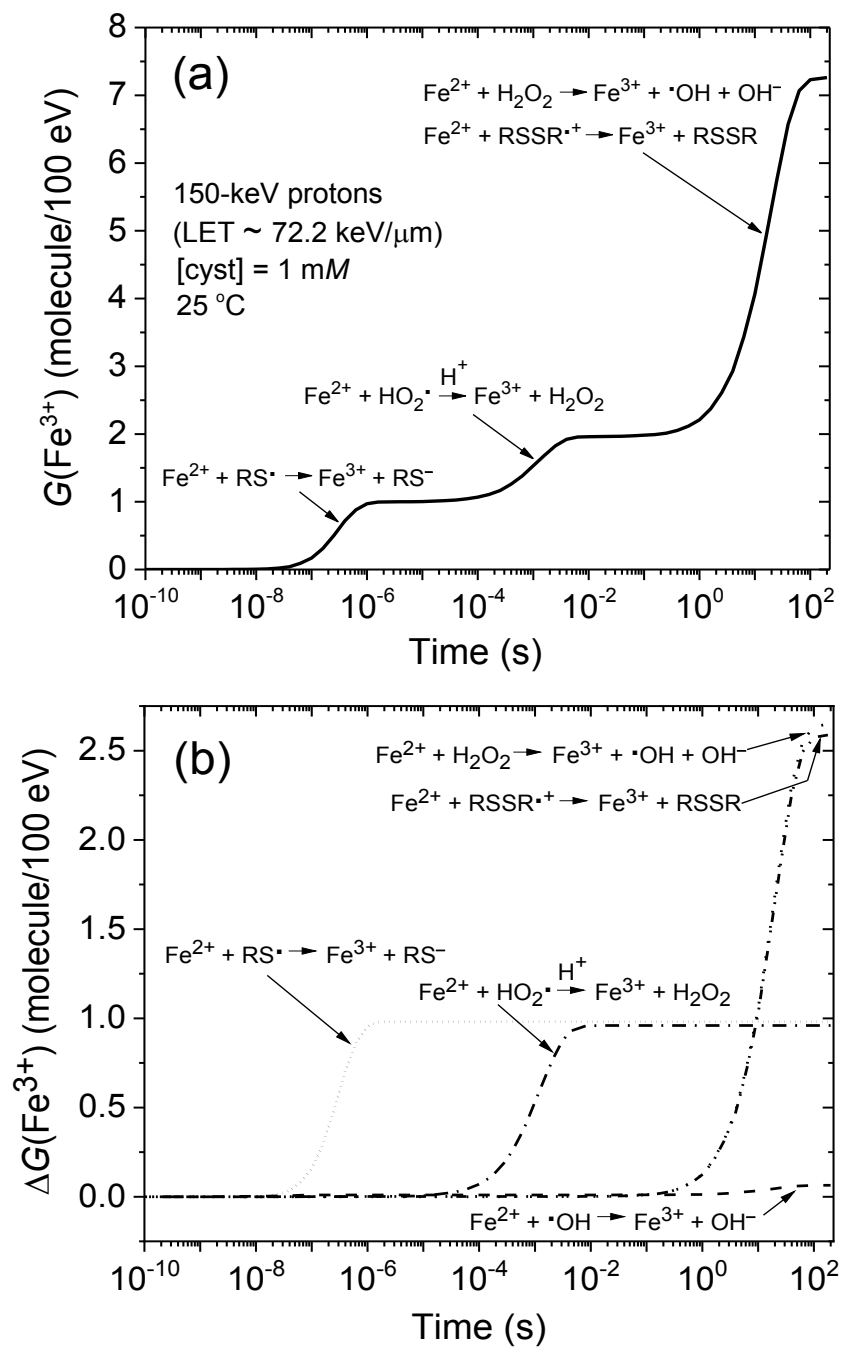 (a)
Fe²⁺ + H₂O₂ → Fe³⁺ + ·OH + OH⁻
Fe²⁺ + RSSR·⁺ → Fe³⁺ + RSSR
150-keV protons
(LET ~ 72.2 keV/μm)
[cyst] = 1 mM
25 °C
Fe²⁺ + HO₂· H⁺→ Fe³⁺ + H₂O₂
Fe²⁺ + RS· → Fe³⁺ + RS⁻
G(Fe³⁺) (molecule/100 eV)
8
7
6
5
4
3
2
1
0
10⁻¹⁰ 10⁻⁸ 10⁻⁶ 10⁻⁴ 10⁻² 10⁰ 10²
Time (s)
(b)
Fe²⁺ + H₂O₂ → Fe³⁺ + ·OH + OH⁻
Fe²⁺ + RSSR·⁺ → Fe³⁺ + RSSR
Fe²⁺ + RS· → Fe³⁺ + RS⁻
Fe²⁺ + HO₂· H⁺→ Fe³⁺ + H₂O₂
Fe²⁺ + ·OH → Fe³⁺ + OH⁻
ΔG(Fe³⁺) (molecule/100 eV)
2.5
2.0
1.5
1.0
0.5
0.0
10⁻¹⁰ 10⁻⁸ 10⁻⁶ 10⁻⁴ 10⁻² 10⁰ 10²
Time (s)